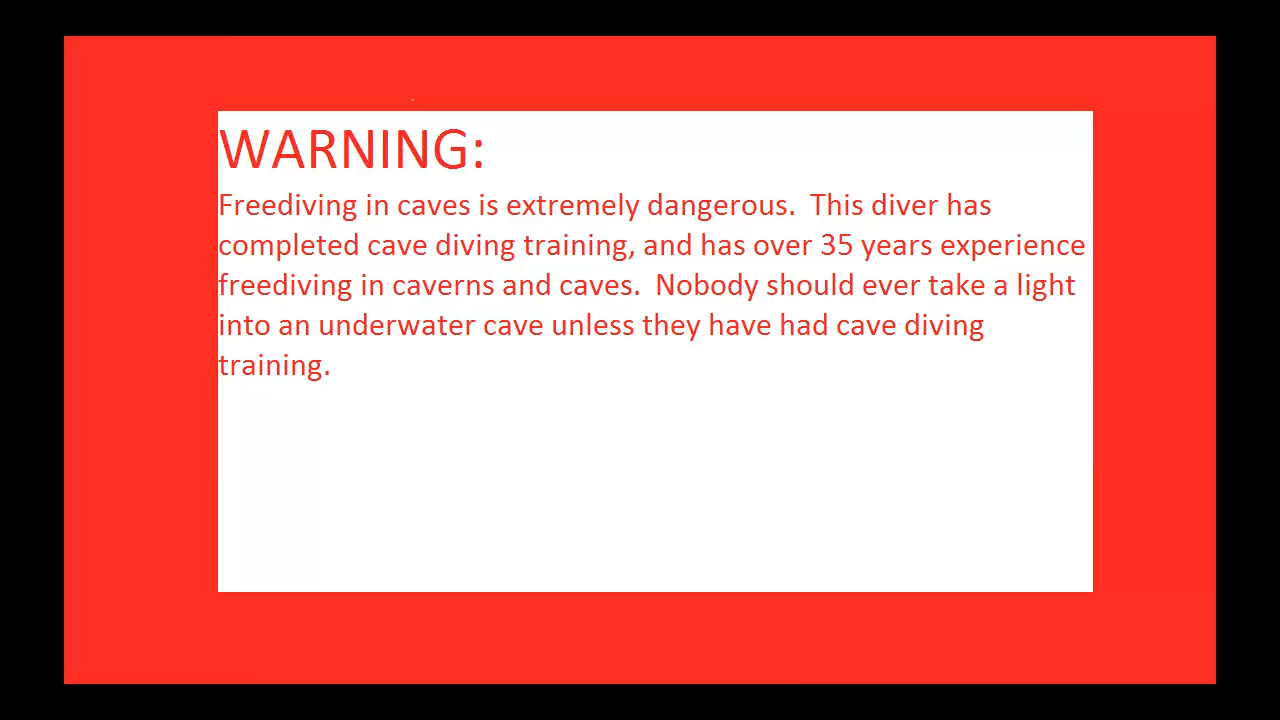 WARNING:
Freediving in caves is extremely dangerous.  This diver has
completed cave diving training, and has over 35 years experience
freediving in caverns and caves.  Nobody should ever take a light
into an underwater cave unless they have had cave diving
training.